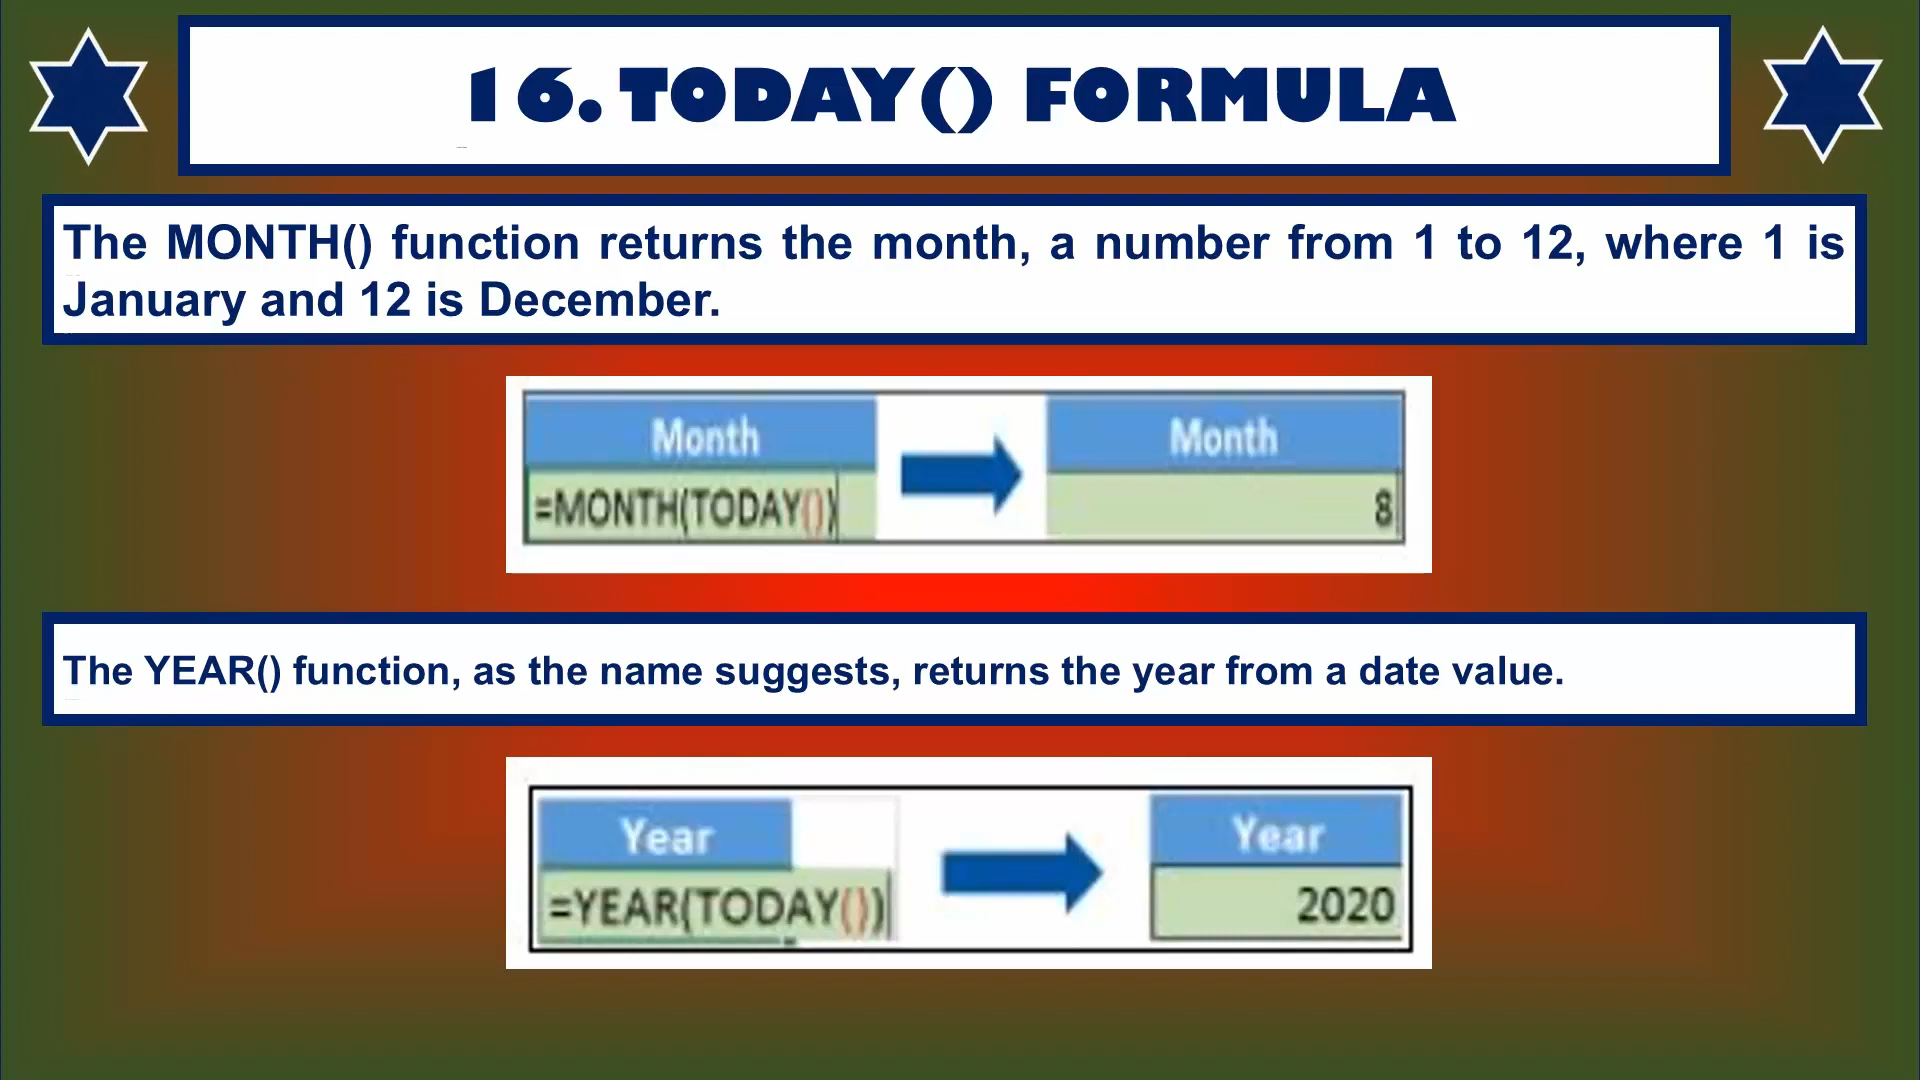 16. TODAY() FORMULA
The MONTH() function returns the month, a number from 1 to 12, where 1 is
January and 12 is December.
Month
Month
=MONTH(TODAY())
8
The YEAR() function, as the name suggests, returns the year from a date value.
Year
Year
=YEAR(TODAY())
2020